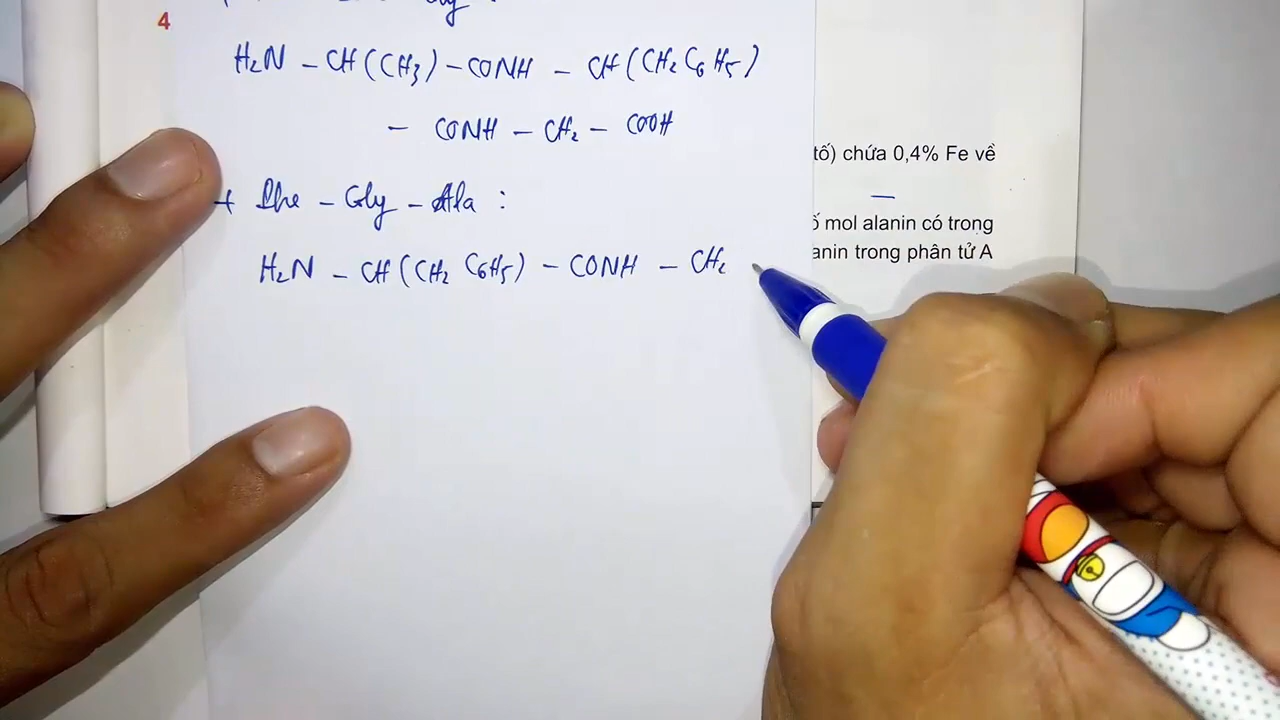 4
H₂N – CH(CH₃) – CONH – CH(CH₂C₆H₅)
– CONH – CH₂ – COOH
+ Phe – Gly – Ala :
H₂N – CH(CH₂C₆H₅) – CONH – CH₂
tố) chứa 0,4% Fe về
ố mol alanin có trong
anin trong phân tử A